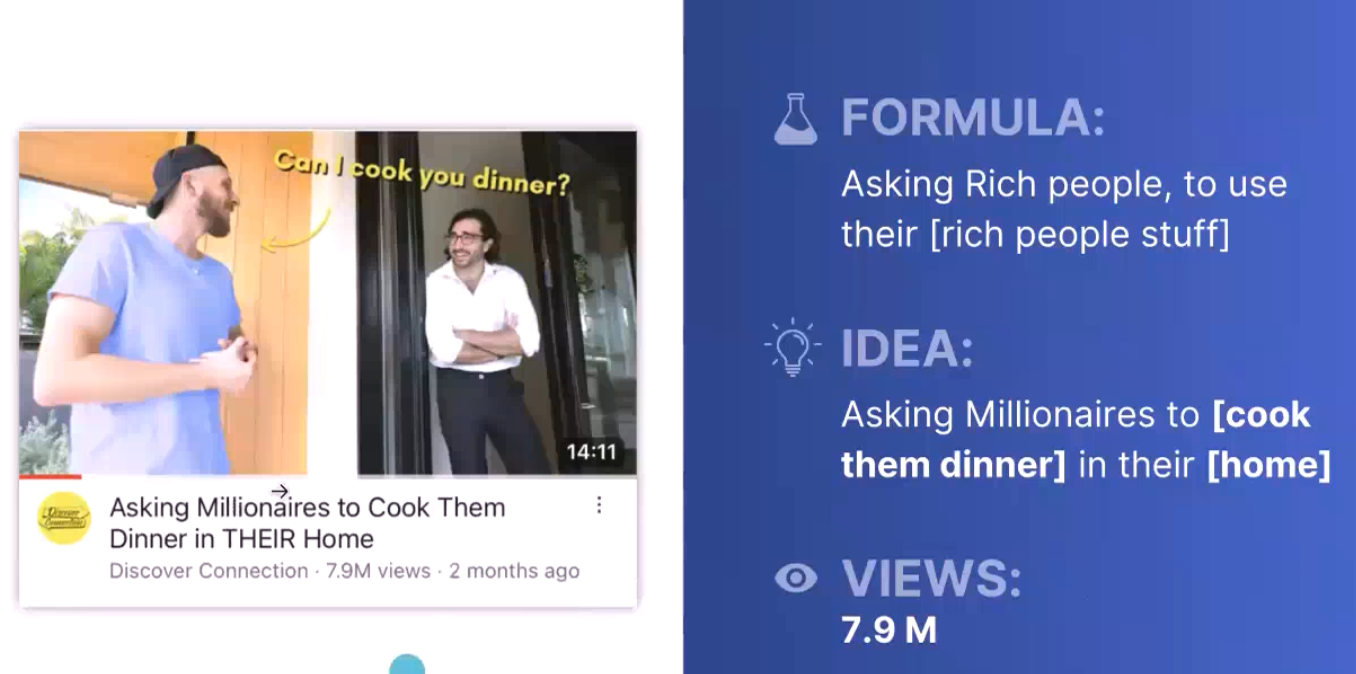 Can I cook you dinner?
14:11
Asking Millionaires to Cook Them
Dinner in THEIR Home
Discover Connection · 7.9M views · 2 months ago
Discover
Connection
FORMULA:
Asking Rich people, to use
their [rich people stuff]
IDEA:
Asking Millionaires to [cook
them dinner] in their [home]
VIEWS:
7.9 M